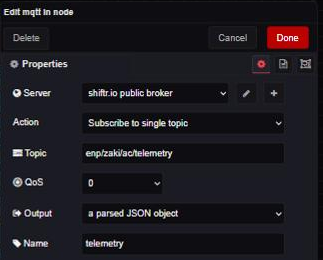 Edit mqtt in node
Delete Cancel Done
Properties
Server shiftr.io public broker
Action Subscribe to single topic
Topic enp/zaki/ac/telemetry
QoS 0
Output a parsed JSON object
Name telemetry